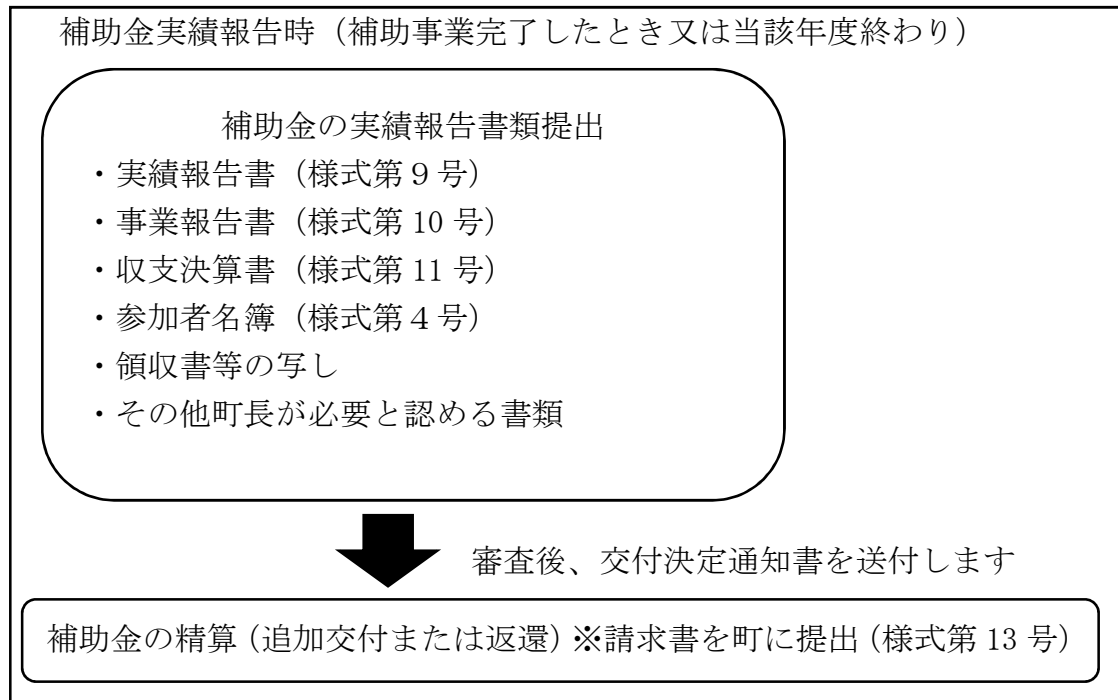 補助金実績報告時（補助事業完了したとき又は当該年度終わり）
補助金の実績報告書類提出
・実績報告書（様式第９号）
・事業報告書（様式第 10 号）
・収支決算書（様式第 11 号）
・参加者名簿（様式第４号）
・領収書等の写し
・その他町長が必要と認める書類
審査後、交付決定通知書を送付します
補助金の精算（追加交付または返還）※請求書を町に提出（様式第 13 号）